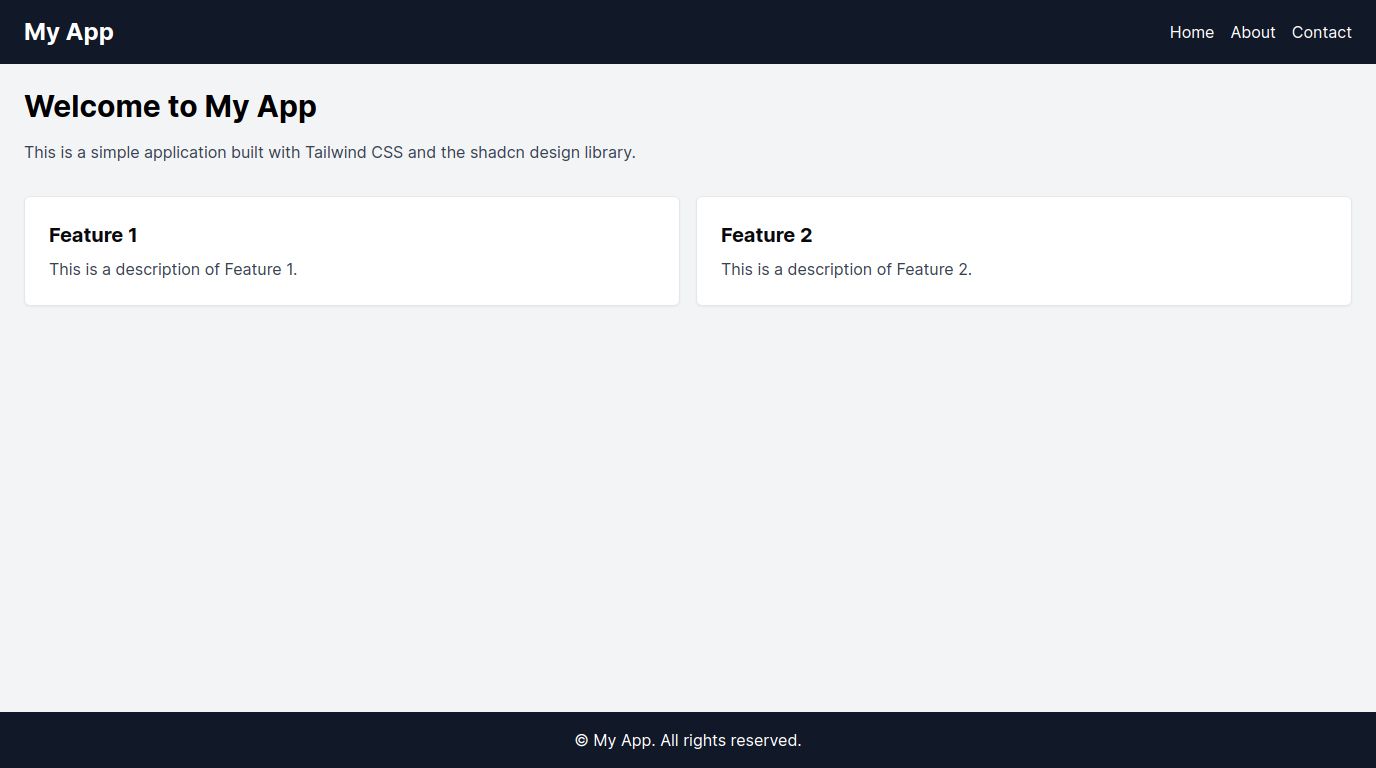 My App
Home About Contact
Welcome to My App
This is a simple application built with Tailwind CSS and the shadcn design library.
Feature 1
This is a description of Feature 1.
Feature 2
This is a description of Feature 2.
© My App. All rights reserved.